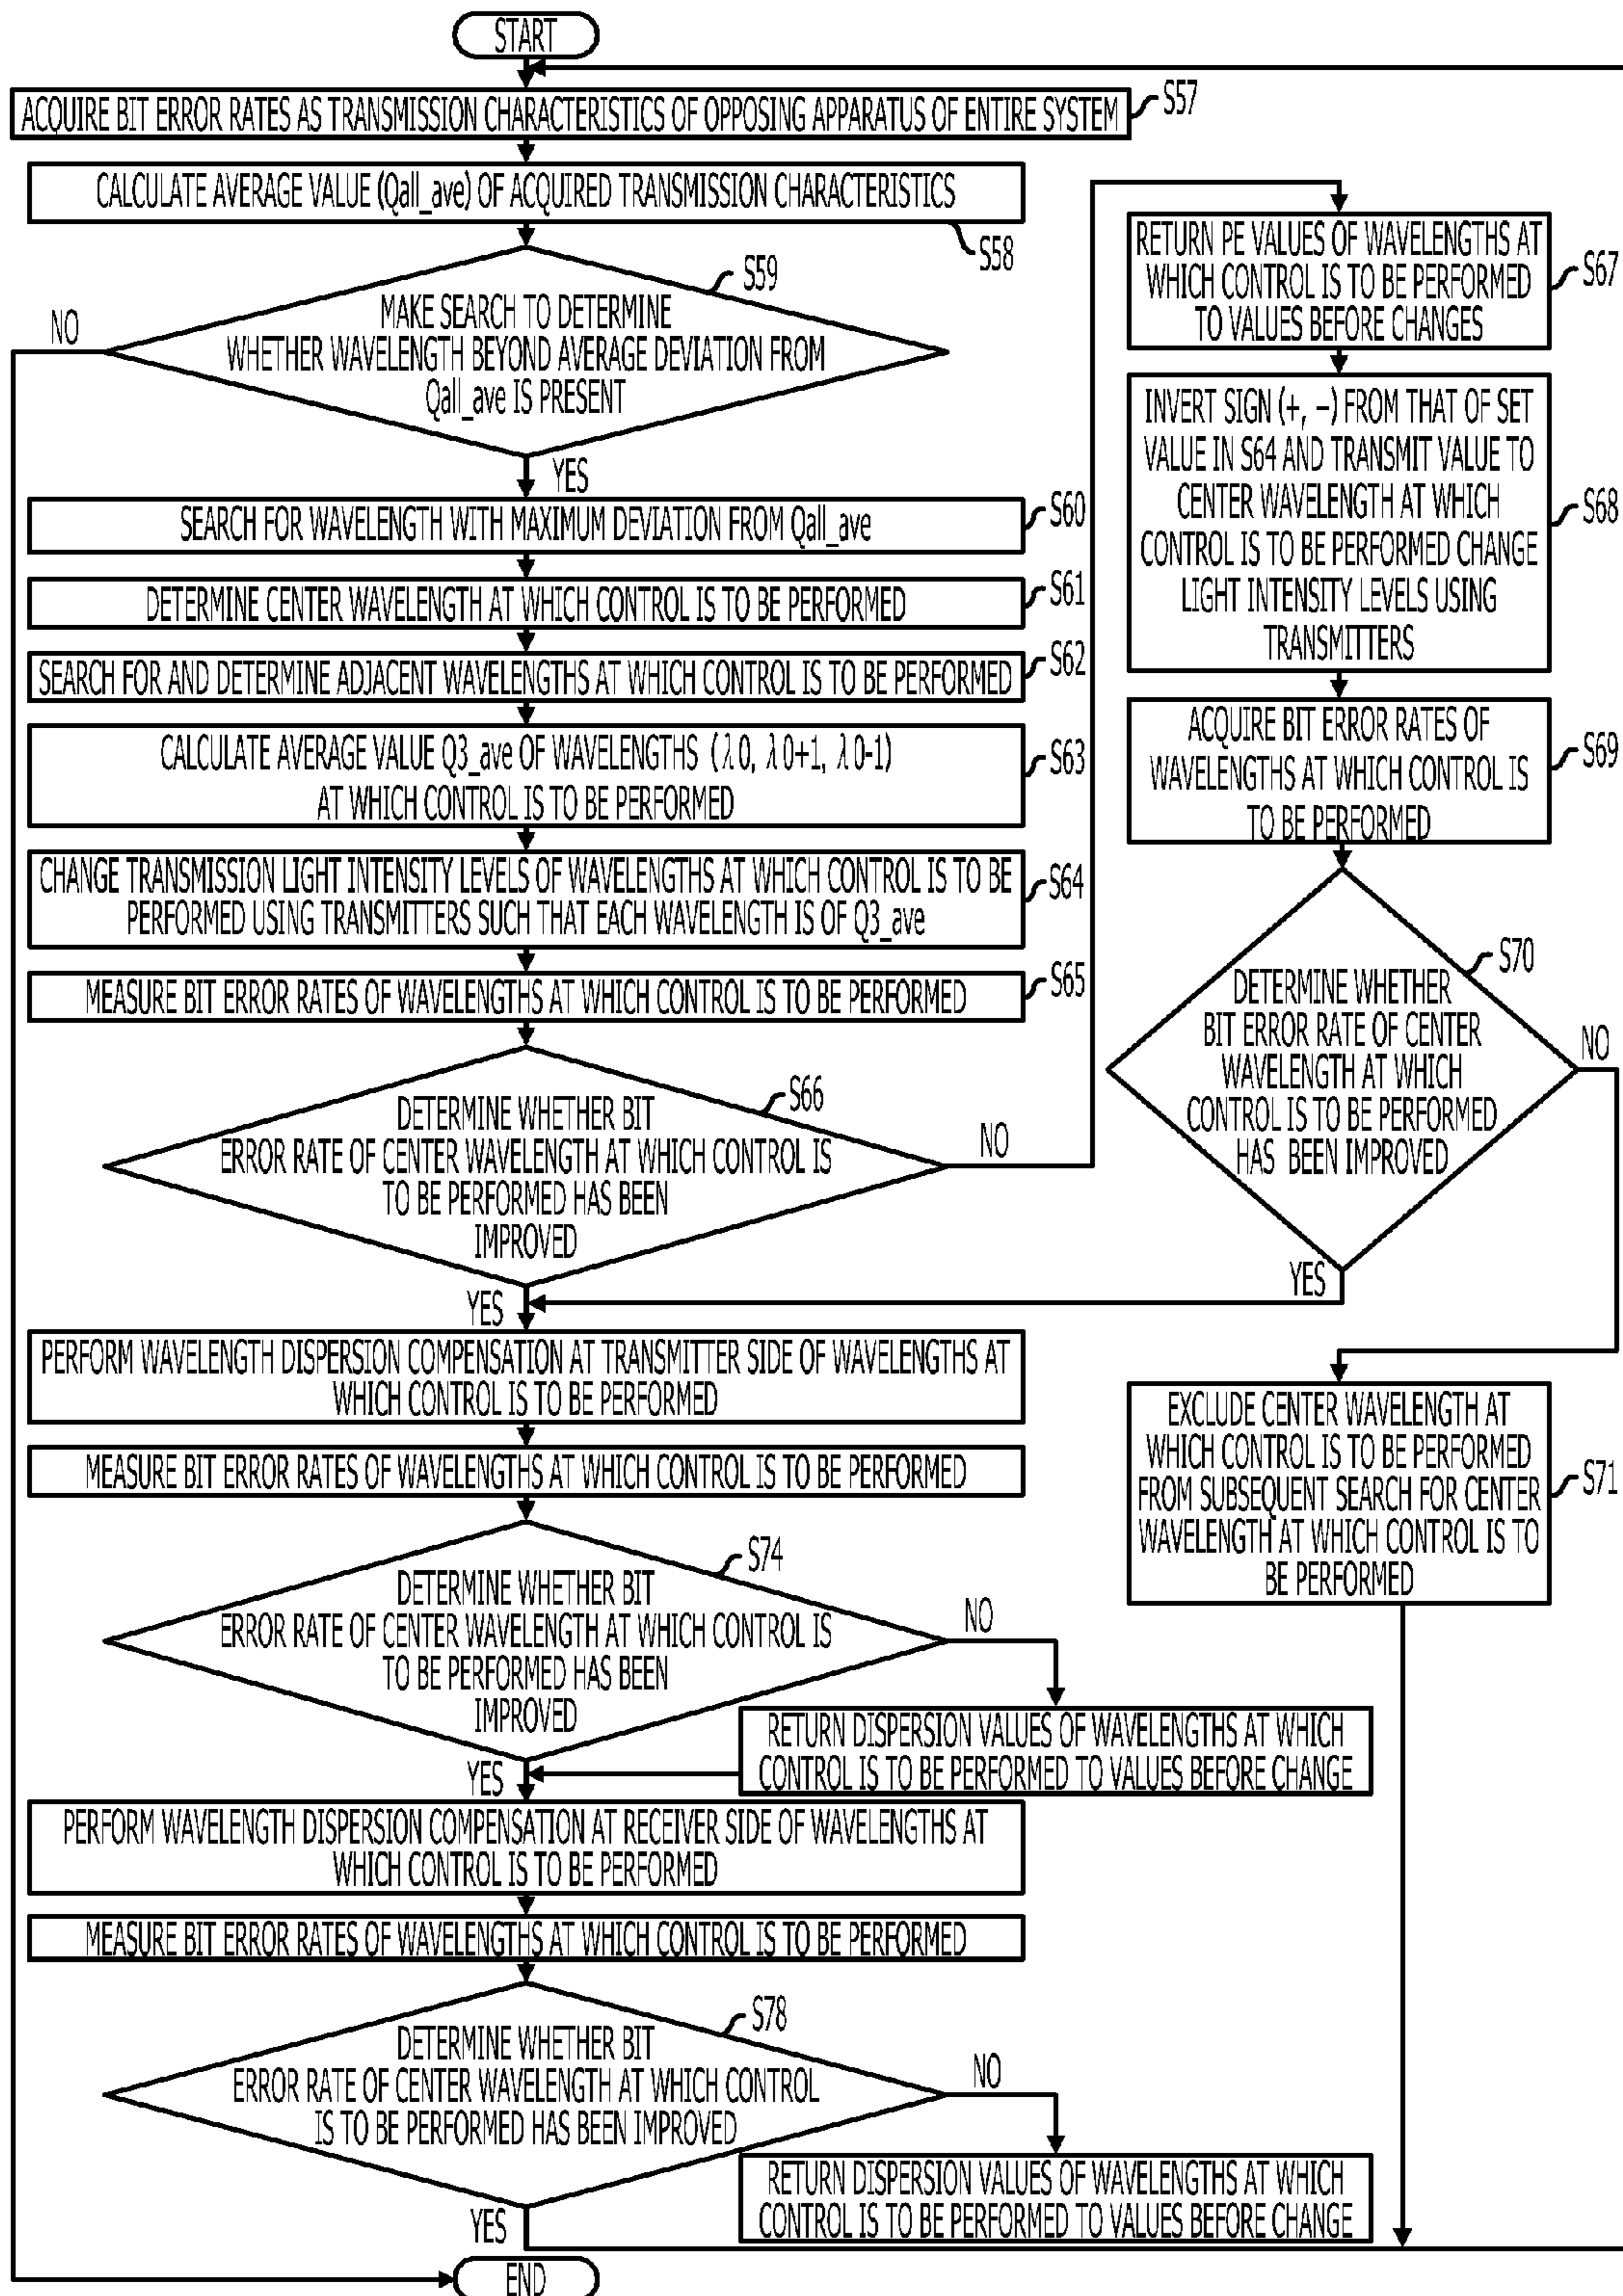 START
ACQUIRE BIT ERROR RATES AS TRANSMISSION CHARACTERISTICS OF OPPOSING APPARATUS OF ENTIRE SYSTEM
S57
CALCULATE AVERAGE VALUE (Qall_ave) OF ACQUIRED TRANSMISSION CHARACTERISTICS
S58
S59
MAKE SEARCH TO DETERMINE
WHETHER WAVELENGTH BEYOND AVERAGE DEVIATION FROM
Qall_ave IS PRESENT
NO
YES
SEARCH FOR WAVELENGTH WITH MAXIMUM DEVIATION FROM Qall_ave
S60
DETERMINE CENTER WAVELENGTH AT WHICH CONTROL IS TO BE PERFORMED
S61
SEARCH FOR AND DETERMINE ADJACENT WAVELENGTHS AT WHICH CONTROL IS TO BE PERFORMED
S62
CALCULATE AVERAGE VALUE Q3_ave OF WAVELENGTHS (λ0, λ0+1, λ0-1)
AT WHICH CONTROL IS TO BE PERFORMED
S63
CHANGE TRANSMISSION LIGHT INTENSITY LEVELS OF WAVELENGTHS AT WHICH CONTROL IS TO BE
PERFORMED USING TRANSMITTERS SUCH THAT EACH WAVELENGTH IS OF Q3_ave
S64
MEASURE BIT ERROR RATES OF WAVELENGTHS AT WHICH CONTROL IS TO BE PERFORMED
S65
S66
DETERMINE WHETHER BIT
ERROR RATE OF CENTER WAVELENGTH AT WHICH CONTROL IS
TO BE PERFORMED HAS BEEN
IMPROVED
NO
YES
RETURN PE VALUES OF WAVELENGTHS AT
WHICH CONTROL IS TO BE PERFORMED
TO VALUES BEFORE CHANGES
S67
INVERT SIGN (+, −) FROM THAT OF SET
VALUE IN S64 AND TRANSMIT VALUE TO
CENTER WAVELENGTH AT WHICH
CONTROL IS TO BE PERFORMED CHANGE
LIGHT INTENSITY LEVELS USING
TRANSMITTERS
S68
ACQUIRE BIT ERROR RATES OF
WAVELENGTHS AT WHICH CONTROL IS
TO BE PERFORMED
S69
S70
DETERMINE WHETHER
BIT ERROR RATE OF CENTER
WAVELENGTH AT WHICH
CONTROL IS TO BE PERFORMED
HAS BEEN IMPROVED
NO
YES
EXCLUDE CENTER WAVELENGTH AT
WHICH CONTROL IS TO BE PERFORMED
FROM SUBSEQUENT SEARCH FOR CENTER
WAVELENGTH AT WHICH CONTROL IS TO
BE PERFORMED
S71
PERFORM WAVELENGTH DISPERSION COMPENSATION AT TRANSMITTER SIDE OF WAVELENGTHS AT
WHICH CONTROL IS TO BE PERFORMED
MEASURE BIT ERROR RATES OF WAVELENGTHS AT WHICH CONTROL IS TO BE PERFORMED
S74
DETERMINE WHETHER BIT
ERROR RATE OF CENTER WAVELENGTH AT WHICH CONTROL IS
TO BE PERFORMED HAS BEEN
IMPROVED
NO
RETURN DISPERSION VALUES OF WAVELENGTHS AT WHICH
CONTROL IS TO BE PERFORMED TO VALUES BEFORE CHANGE
YES
PERFORM WAVELENGTH DISPERSION COMPENSATION AT RECEIVER SIDE OF WAVELENGTHS AT
WHICH CONTROL IS TO BE PERFORMED
MEASURE BIT ERROR RATES OF WAVELENGTHS AT WHICH CONTROL IS TO BE PERFORMED
S78
DETERMINE WHETHER BIT
ERROR RATE OF CENTER WAVELENGTH AT WHICH CONTROL
IS TO BE PERFORMED HAS BEEN IMPROVED
NO
RETURN DISPERSION VALUES OF WAVELENGTHS AT WHICH
CONTROL IS TO BE PERFORMED TO VALUES BEFORE CHANGE
YES
END